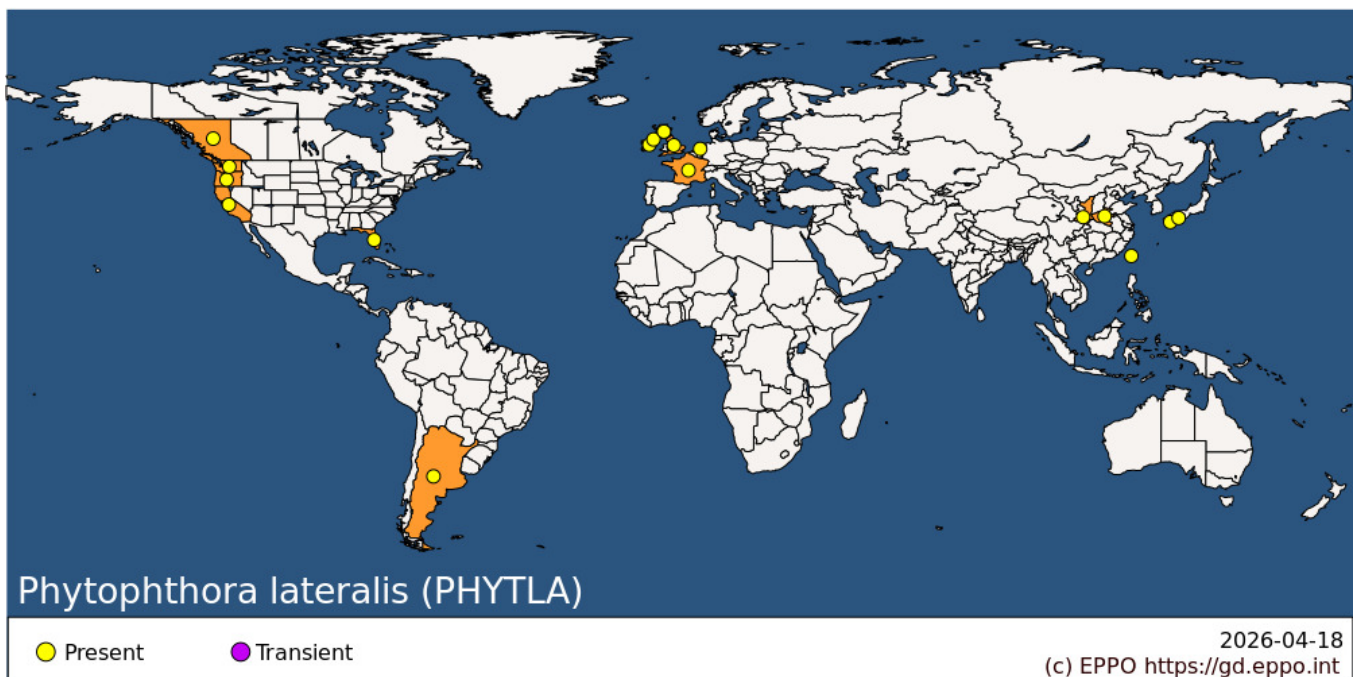 Phytophthora lateralis (PHYTLA)
Present
Transient
2026-04-18
(c) EPPO https://gd.eppo.int